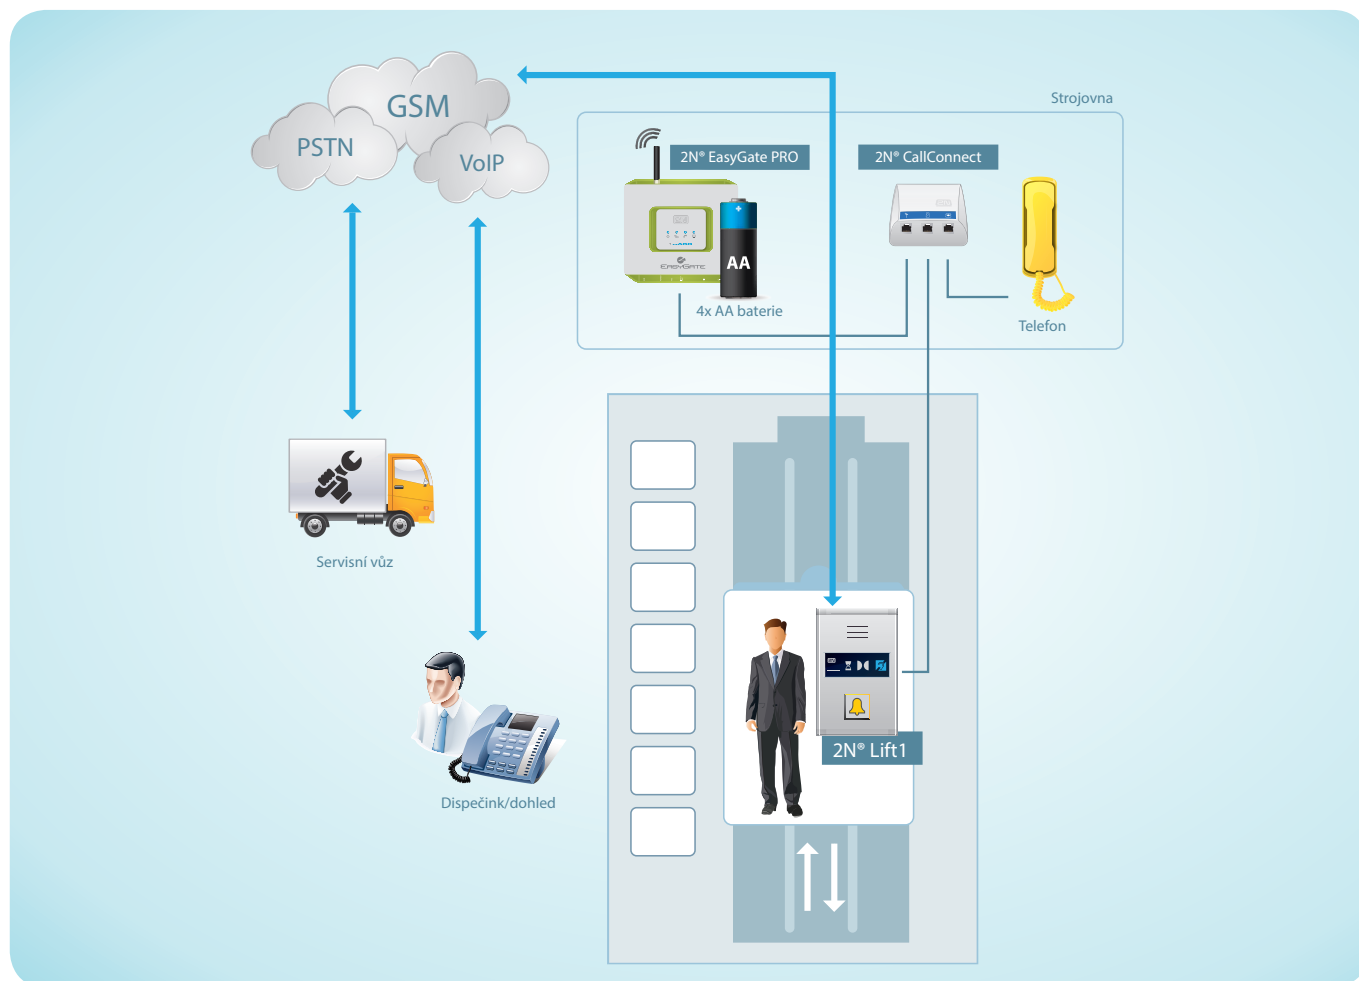 GSM
PSTN
VoIP
Strojovna
2N® EasyGate PRO
2N® CallConnect
EASYGATE
AA
4x AA baterie
Telefon
Servisní vůz
2N® Lift1
Dispečink/dohled